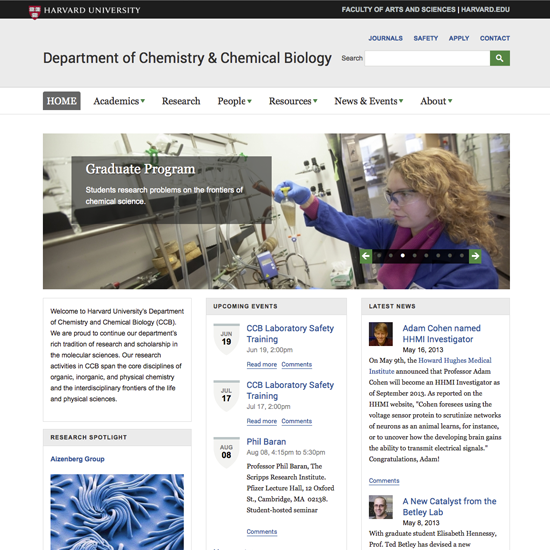 HARVARD UNIVERSITY
FACULTY OF ARTS AND SCIENCES | HARVARD.EDU
JOURNALS SAFETY APPLY CONTACT
Department of Chemistry & Chemical Biology
Search
HOME Academics Research People Resources News & Events About
Graduate Program
Students research problems on the frontiers of
chemical science.
Welcome to Harvard University's Department
of Chemistry and Chemical Biology (CCB).
We are proud to continue our department's
rich tradition of research and scholarship in
the molecular sciences. Our research
activities in CCB span the core disciplines of
organic, inorganic, and physical chemistry
and the interdisciplinary frontiers of the life
and physical sciences.
RESEARCH SPOTLIGHT
Aizenberg Group
UPCOMING EVENTS
JUN
19
CCB Laboratory Safety
Training
Jun 19, 2:00pm
Read more Comments
JUL
17
CCB Laboratory Safety
Training
Jul 17, 2:00pm
Read more Comments
AUG
08
Phil Baran
Aug 08, 4:15pm to 5:30pm
Professor Phil Baran, The
Scripps Research Institute.
Pfizer Lecture Hall, 12 Oxford
St., Cambridge, MA 02138.
Student-hosted seminar
Comments
LATEST NEWS
Adam Cohen named
HHMI Investigator
May 16, 2013
On May 9th, the Howard Hughes Medical
Institute announced that Professor Adam
Cohen will become an HHMI Investigator as
of September 2013. As reported on the
HHMI website, "Cohen foresees using the
voltage sensor protein to scrutinize networks
of neurons as an animal learns, for instance,
or to uncover how the developing brain gains
the ability to transmit electrical signals."
Congratulations, Adam!
Comments
A New Catalyst from the
Betley Lab
May 8, 2013
With graduate student Elisabeth Hennessy,
Prof. Ted Betley has devised a new